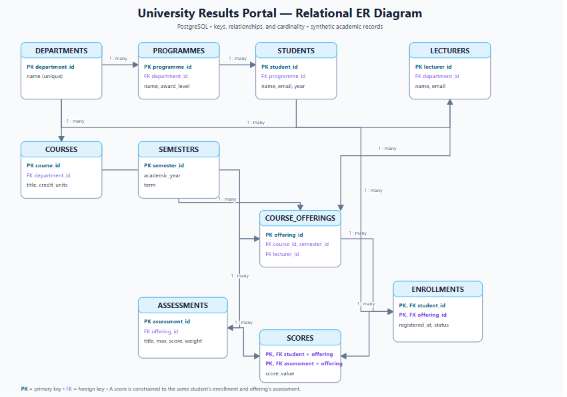 University Results Portal — Relational ER Diagram
PostgreSQL • keys, relationships, and cardinality • synthetic academic records
DEPARTMENTS
PK department_id
name (unique)
1 : many
PROGRAMMES
PK programme_id
FK department_id
name, award_level
1 : many
STUDENTS
PK student_id
FK programme_id
name, email, year
LECTURERS
PK lecturer_id
FK department_id
name, email
1 : many
1 : many
COURSES
PK course_id
FK department_id
title, credit_units
SEMESTERS
PK semester_id
academic_year
term
1 : many
1 : many
1 : many
COURSE_OFFERINGS
PK offering_id
FK course_id, semester_id
FK lecturer_id
1 : many
1 : many
ENROLLMENTS
PK, FK student_id
PK, FK offering_id
registered_at, status
1 : many
ASSESSMENTS
PK assessment_id
FK offering_id
title, max_score, weight
1 : many
SCORES
PK, FK student + offering
PK, FK assessment + offering
score_value
PK = primary key • FK = foreign key • A score is constrained to the same student's enrollment and offering's assessment.